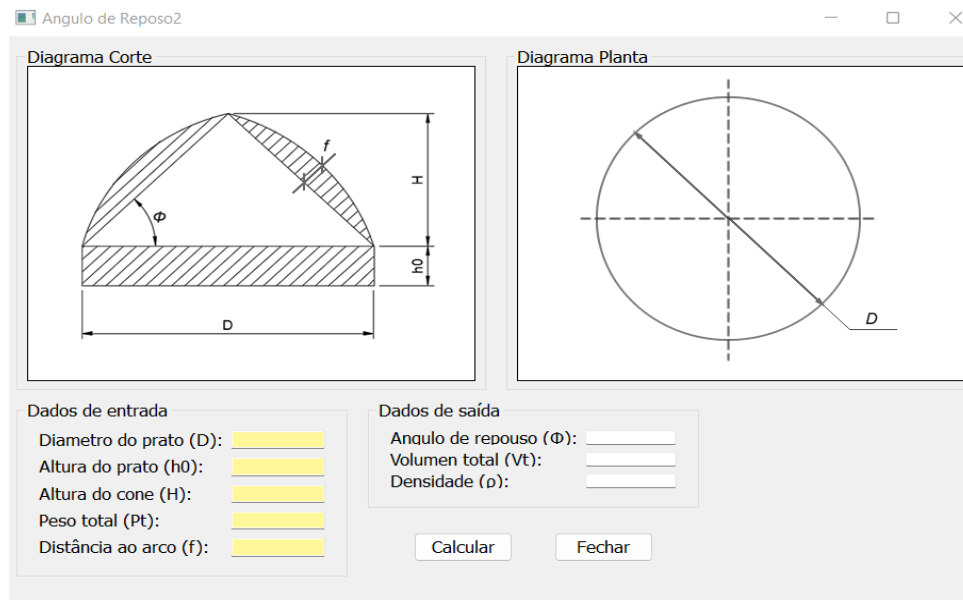 Angulo de Reposo2
Diagrama Corte
Diagrama Planta
f
H
Φ
h0
D
D
Dados de entrada
Diametro do prato (D):
Altura do prato (h0):
Altura do cone (H):
Peso total (Pt):
Distância ao arco (f):
Dados de saída
Angulo de repouso (Φ):
Volumen total (Vt):
Densidade (ρ):
Calcular
Fechar